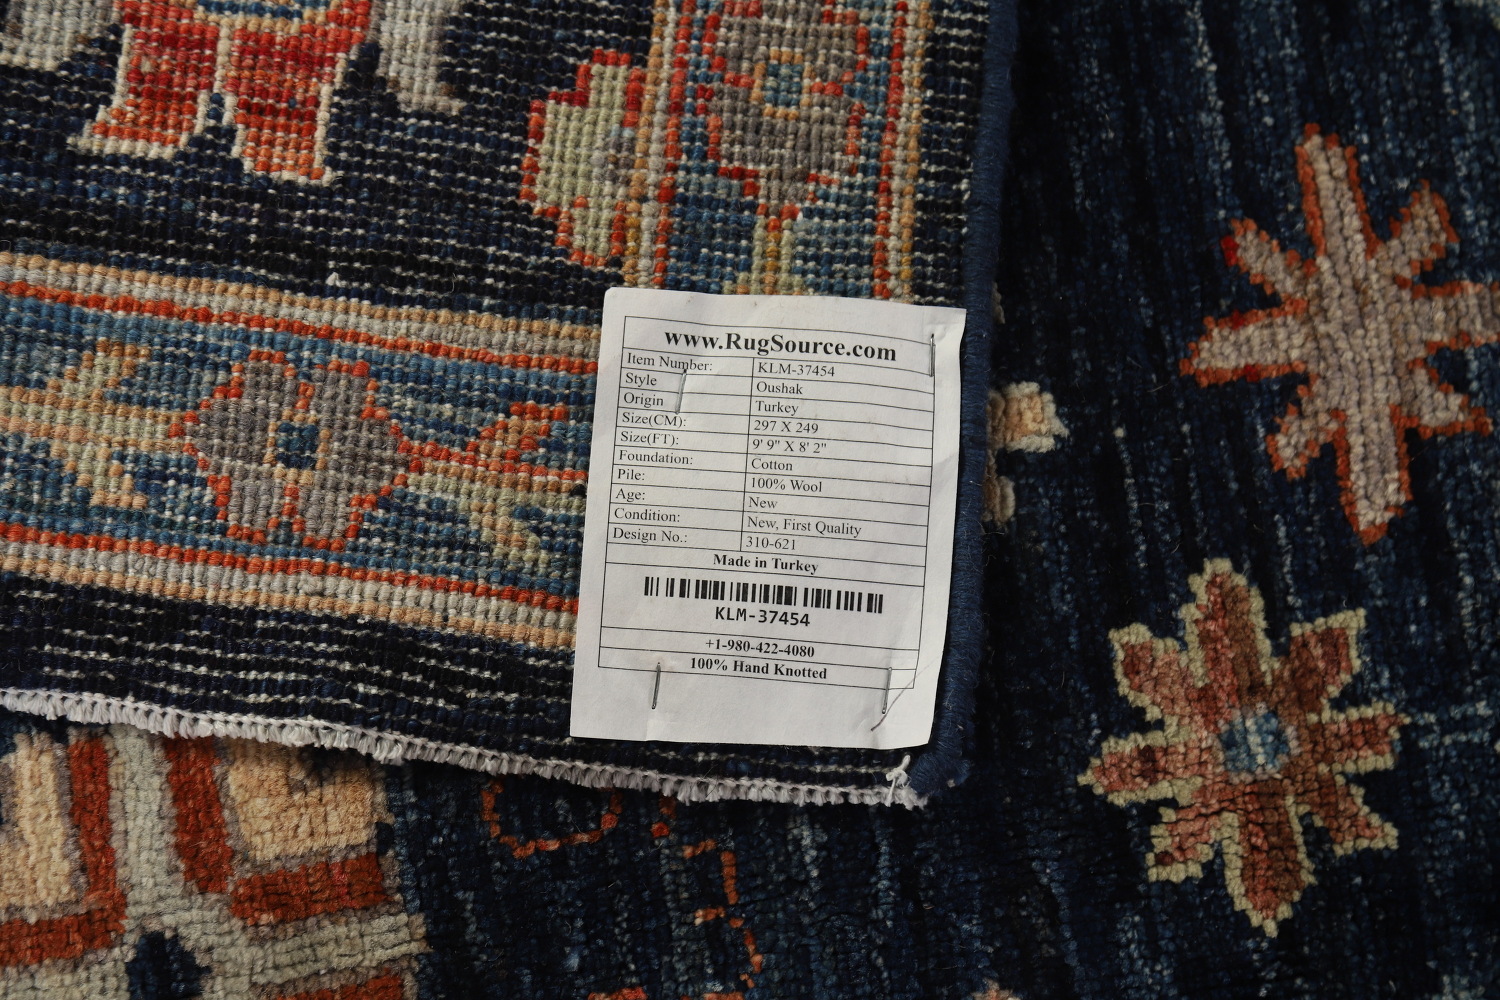 www.RugSource.com
Item Number: KLM-37454
Style Oushak
Origin Turkey
Size(CM): 297 X 249
Size(FT): 9' 9" X 8' 2"
Foundation: Cotton
Pile: 100% Wool
Age: New
Condition: New, First Quality
Design No.: 310-621
Made in Turkey
KLM-37454
+1-980-422-4080
100% Hand Knotted